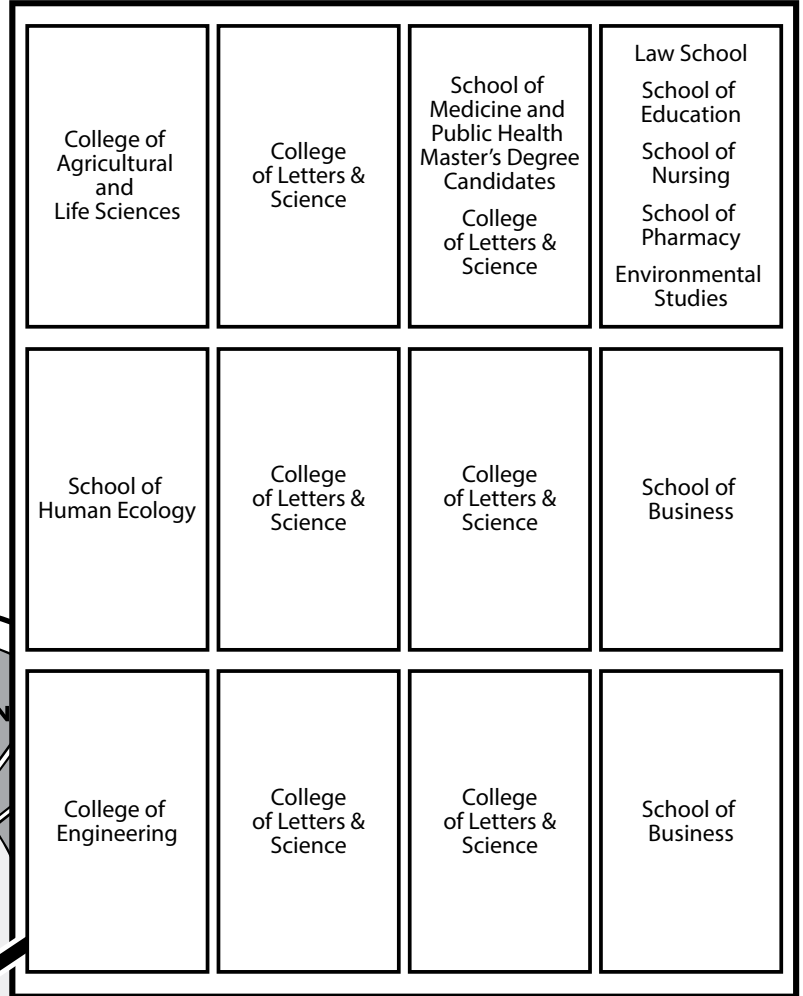 College of
Agricultural
and
Life Sciences
College
of Letters &
Science
School of
Medicine and
Public Health
Master's Degree
Candidates
College
of Letters &
Science
Law School
School of
Education
School of
Nursing
School of
Pharmacy
Environmental
Studies
School of
Human Ecology
College
of Letters &
Science
College
of Letters &
Science
School of
Business
College of
Engineering
College
of Letters &
Science
College
of Letters &
Science
School of
Business